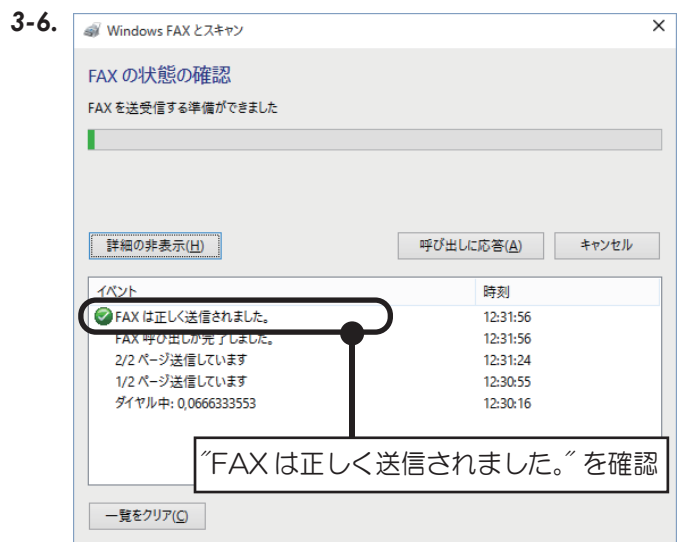 3-6.
Windows FAX とスキャン
FAX の状態の確認
FAX を送受信する準備ができました
詳細の非表示(H) 呼び出しに応答(A) キャンセル
イベント 時刻
FAX は正しく送信されました。 12:31:56
FAX 呼び出しが完了しました。 12:31:56
2/2 ページ送信しています 12:31:24
1/2 ページ送信しています 12:30:55
ダイヤル中: 0,0666333553 12:30:16
"FAX は正しく送信されました。" を確認
一覧をクリア(C)